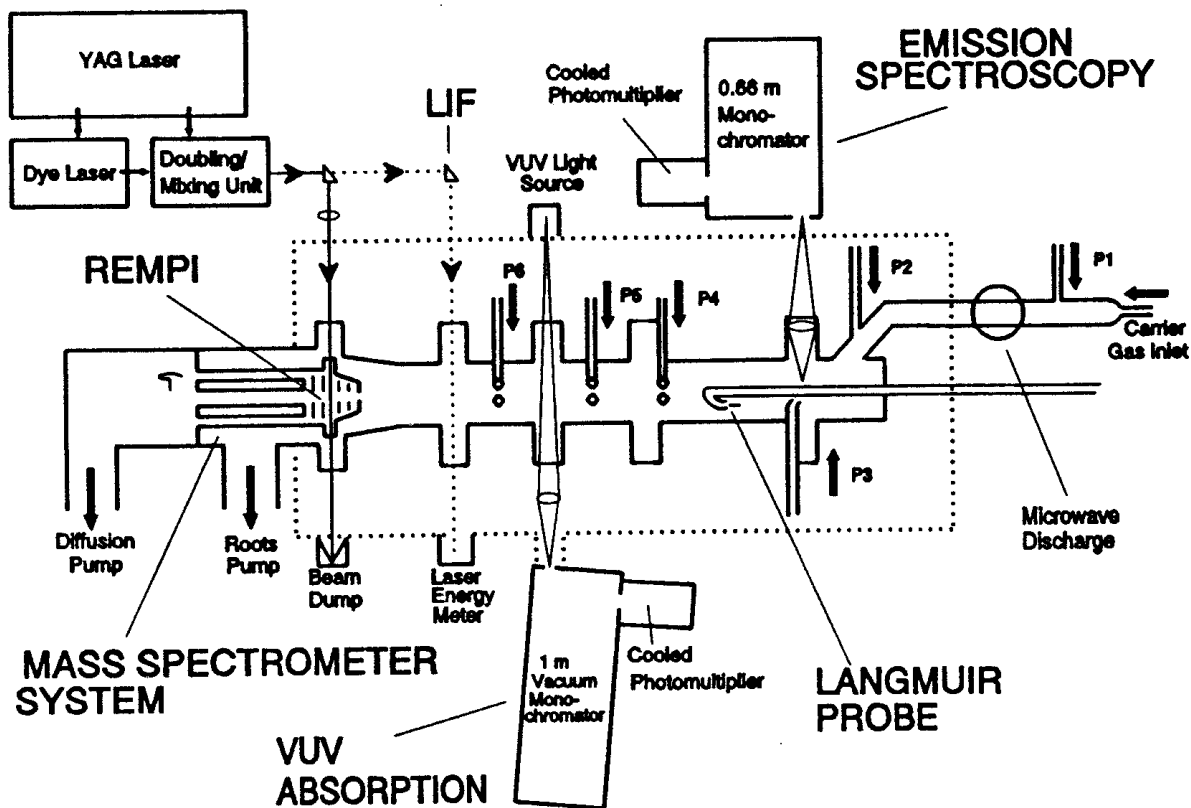 YAG Laser
Dye Laser
Doubling/
Mixing Unit
LIF
VUV Light
Source
Cooled
Photomultiplier
0.66 m
Mono-
chromator
EMISSION
SPECTROSCOPY
REMPI
P6
P5
P4
P2
P1
Carrier
Gas Inlet
P3
Microwave
Discharge
Diffusion
Pump
Roots
Pump
Beam
Dump
Laser
Energy
Meter
MASS SPECTROMETER
SYSTEM
1 m
Vacuum
Mono-
chromator
Cooled
Photomultiplier
LANGMUIR
PROBE
VUV
ABSORPTION